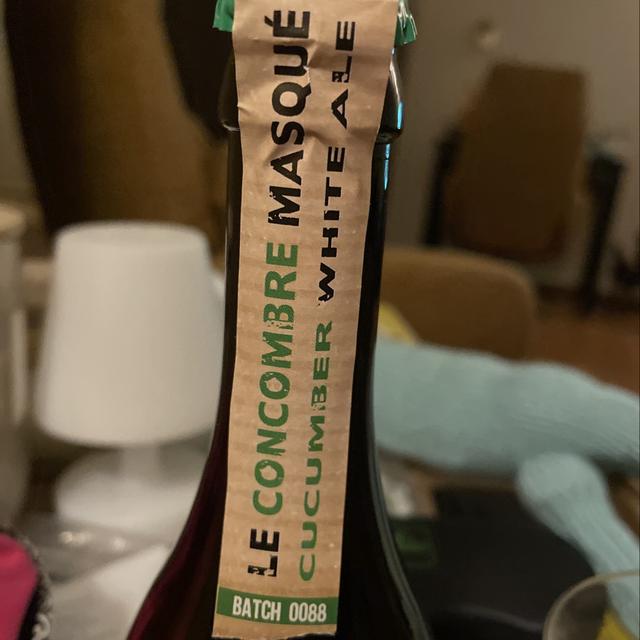 LE CONCOMBRE MASQUÉ
CUCUMBER WHITE ALE
BATCH 0088